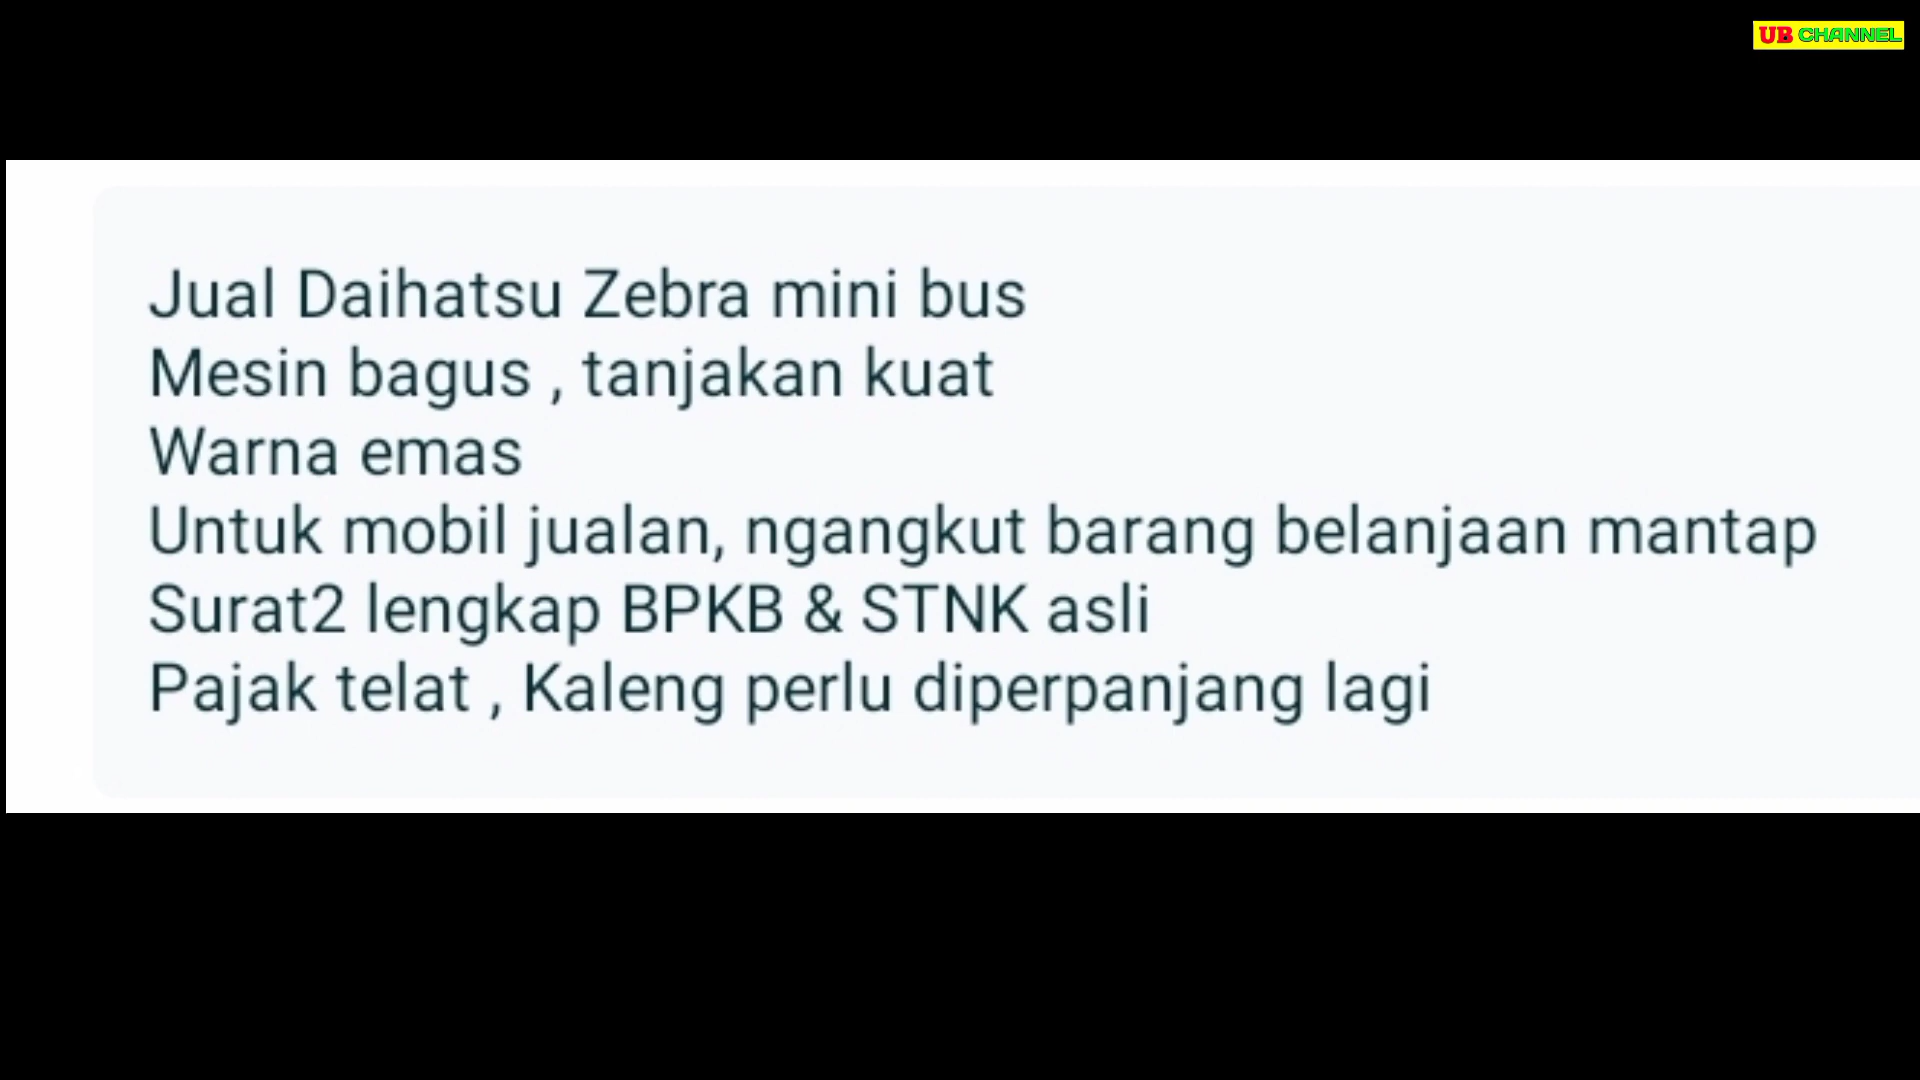 UB CHANNEL
Jual Daihatsu Zebra mini bus
Mesin bagus , tanjakan kuat
Warna emas
Untuk mobil jualan, ngangkut barang belanjaan mantap
Surat2 lengkap BPKB & STNK asli
Pajak telat , Kaleng perlu diperpanjang lagi